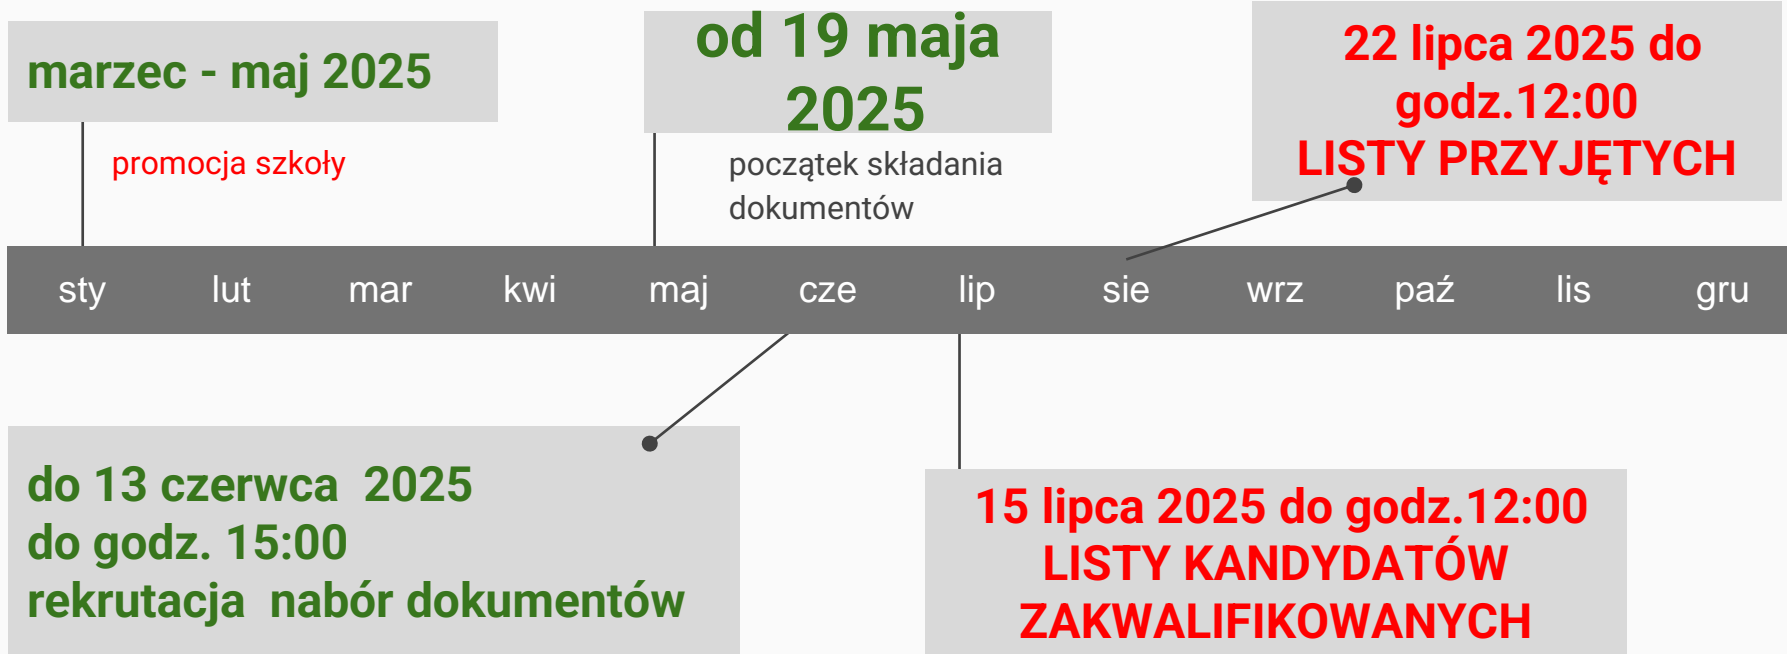 marzec - maj 2025
promocja szkoły
od 19 maja
2025
początek składania
dokumentów
22 lipca 2025 do
godz.12:00
LISTY PRZYJĘTYCH
sty lut mar kwi maj cze lip sie wrz paź lis gru
do 13 czerwca 2025
do godz. 15:00
rekrutacja nabór dokumentów
15 lipca 2025 do godz.12:00
LISTY KANDYDATÓW
ZAKWALIFIKOWANYCH